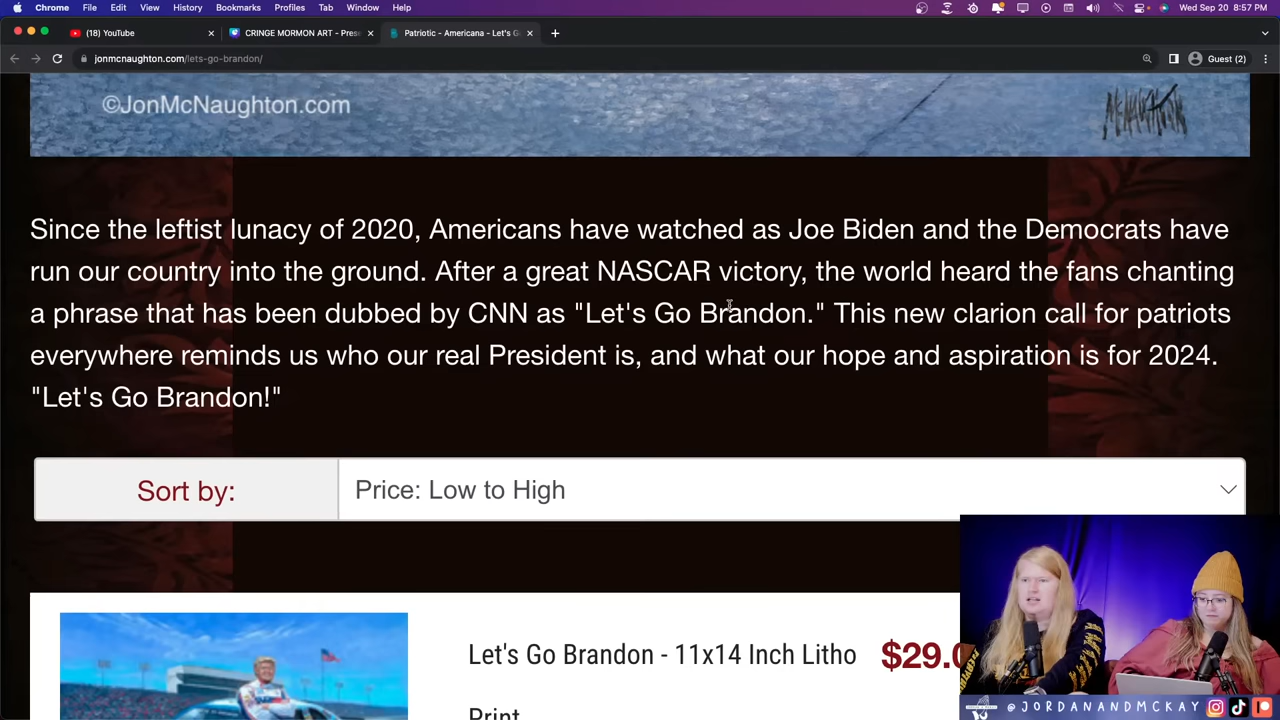 Chrome File Edit View History Bookmarks Profiles Tab Window Help Wed Sep 20 8:57 PM
(18) YouTube CRINGE MORMON ART - Prese Patriotic - Americana - Let's G
jonmcnaughton.com/lets-go-brandon/ Guest (2)
©JonMcNaughton.com McNAUGHTON
Since the leftist lunacy of 2020, Americans have watched as Joe Biden and the Democrats have
run our country into the ground. After a great NASCAR victory, the world heard the fans chanting
a phrase that has been dubbed by CNN as "Let's Go Brandon." This new clarion call for patriots
everywhere reminds us who our real President is, and what our hope and aspiration is for 2024.
"Let's Go Brandon!"
Sort by: Price: Low to High
Let's Go Brandon - 11x14 Inch Litho $29.0
Print
@JORDANANDMCKAY